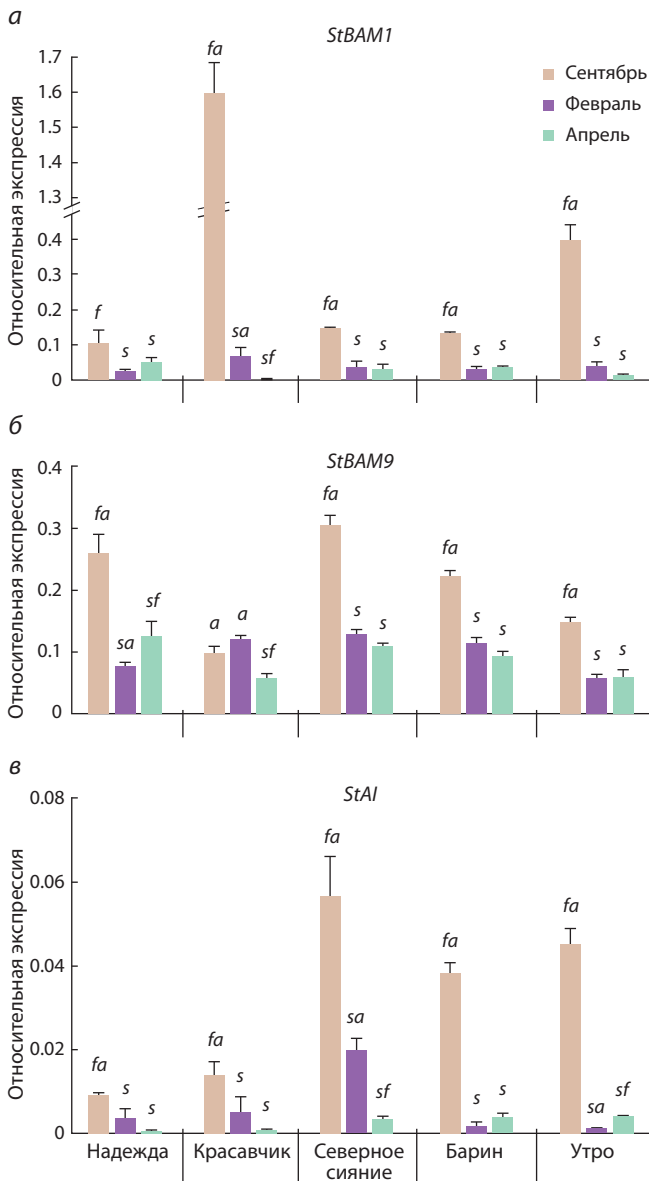 а
StBAM1
Относительная экспрессия
1.7
1.6
1.5
1.4
1.3
0.4
0.3
0.2
0.1
0
Сентябрь
Февраль
Апрель
f s s
fa sa sf
fa s s
fa s s
fa s s
б
StBAM9
Относительная экспрессия
0.4
0.3
0.2
0.1
0
fa sa sf
a a sf
fa s s
fa s s
fa s s
в
StAI
Относительная экспрессия
0.08
0.06
0.04
0.02
0
fa s s
fa s s
fa sa sf
fa s s
fa sa sf
Надежда
Красавчик
Северное
сияние
Барин
Утро